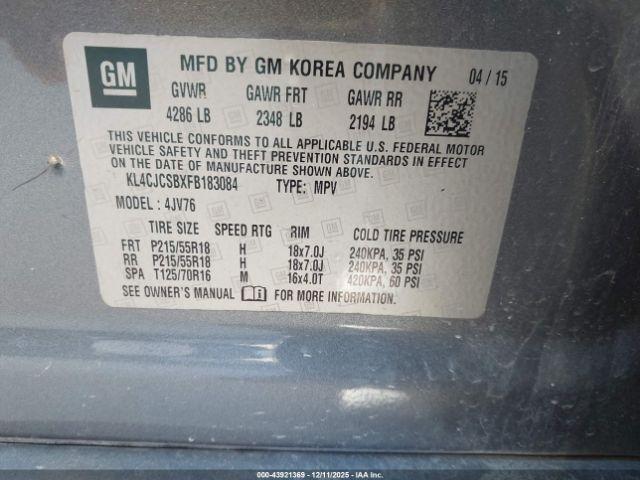 GM
MFD BY GM KOREA COMPANY 04 / 15
GVWR GAWR FRT GAWR RR
4286 LB 2348 LB 2194 LB
THIS VEHICLE CONFORMS TO ALL APPLICABLE U.S. FEDERAL MOTOR
VEHICLE SAFETY AND THEFT PREVENTION STANDARDS IN EFFECT
ON THE DATE OF MANUFACTURE SHOWN ABOVE.
KL4CJCSBXFB183084 TYPE: MPV
MODEL : 4JV76
TIRE SIZE SPEED RTG RIM COLD TIRE PRESSURE
FRT P215/55R18 H 18x7.0J 240KPA, 35 PSI
RR P215/55R18 H 18x7.0J 240KPA, 35 PSI
SPA T125/70R16 M 16x4.0T 420KPA, 60 PSI
SEE OWNER'S MANUAL i FOR MORE INFORMATION.
000-43921369 - 12/11/2025 - IAA Inc.